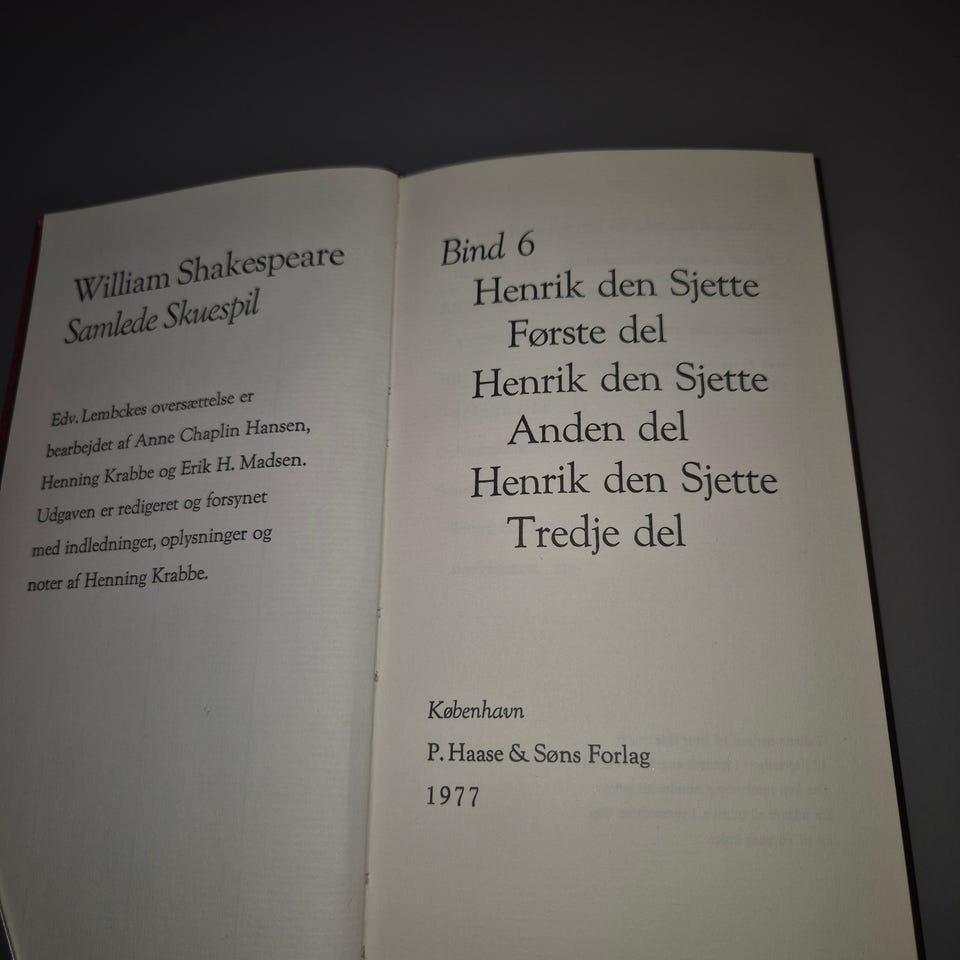 William Shakespeare
Samlede Skuespil
Edv. Lembckes oversættelse er
bearbejdet af Anne Chaplin Hansen,
Henning Krabbe og Erik H. Madsen.
Udgaven er redigeret og forsynet
med indledninger, oplysninger og
noter af Henning Krabbe.
Bind 6
Henrik den Sjette
Første del
Henrik den Sjette
Anden del
Henrik den Sjette
Tredje del
København
P. Haase & Søns Forlag
1977